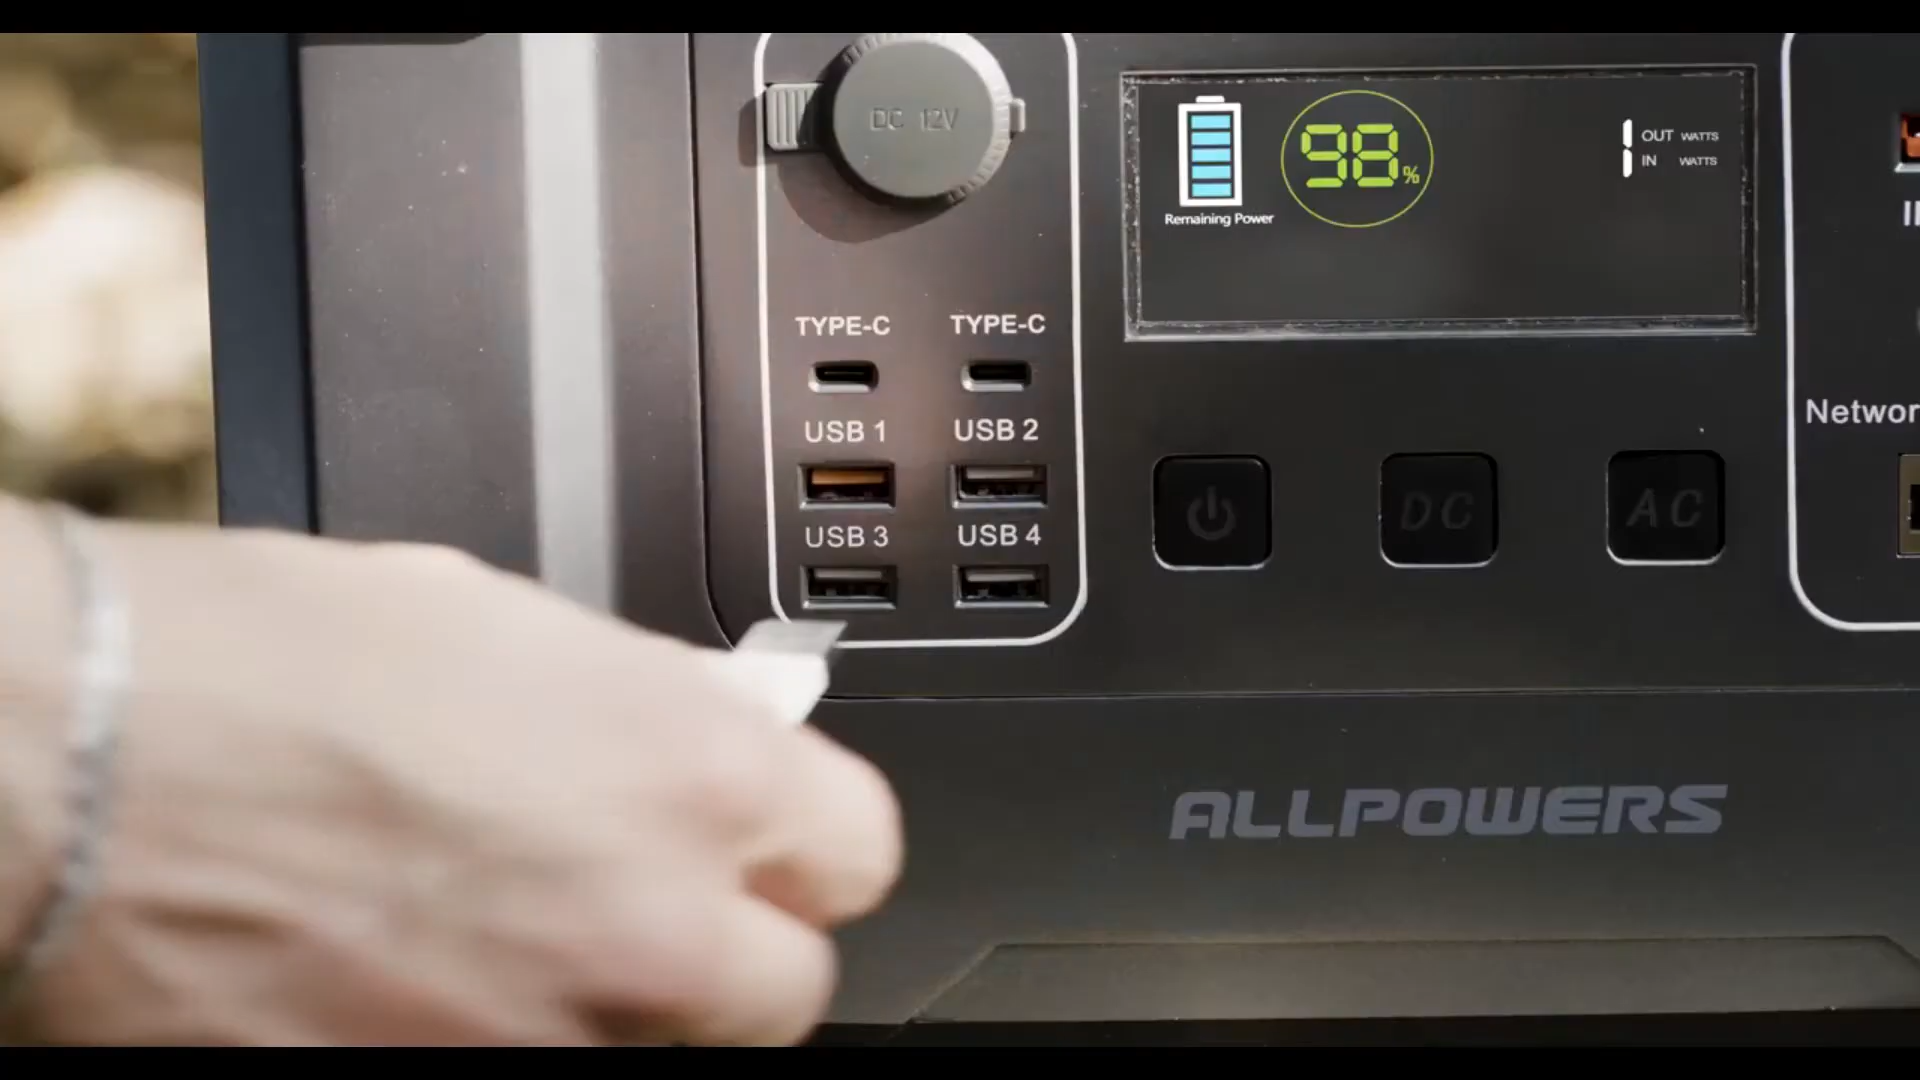 DC 12V
98%
OUT WATTS
IN WATTS
Remaining Power
TYPE-C TYPE-C
USB 1 USB 2
USB 3 USB 4
DC
AC
Networ
ALLPOWERS